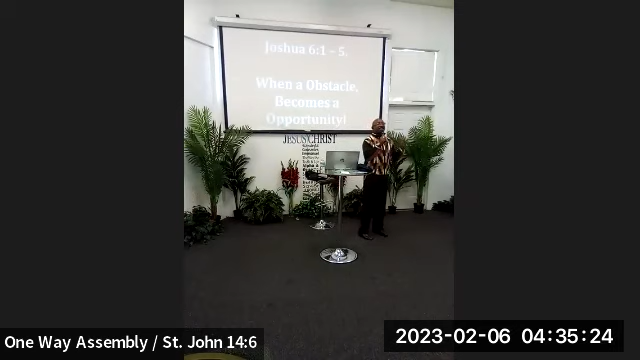 Joshua 6:1 – 5.
When a Obstacle,
Becomes a
Opportunity!
JESUS CHRIST
One Way Assembly / St. John 14:6
2023-02-06 04:35:24